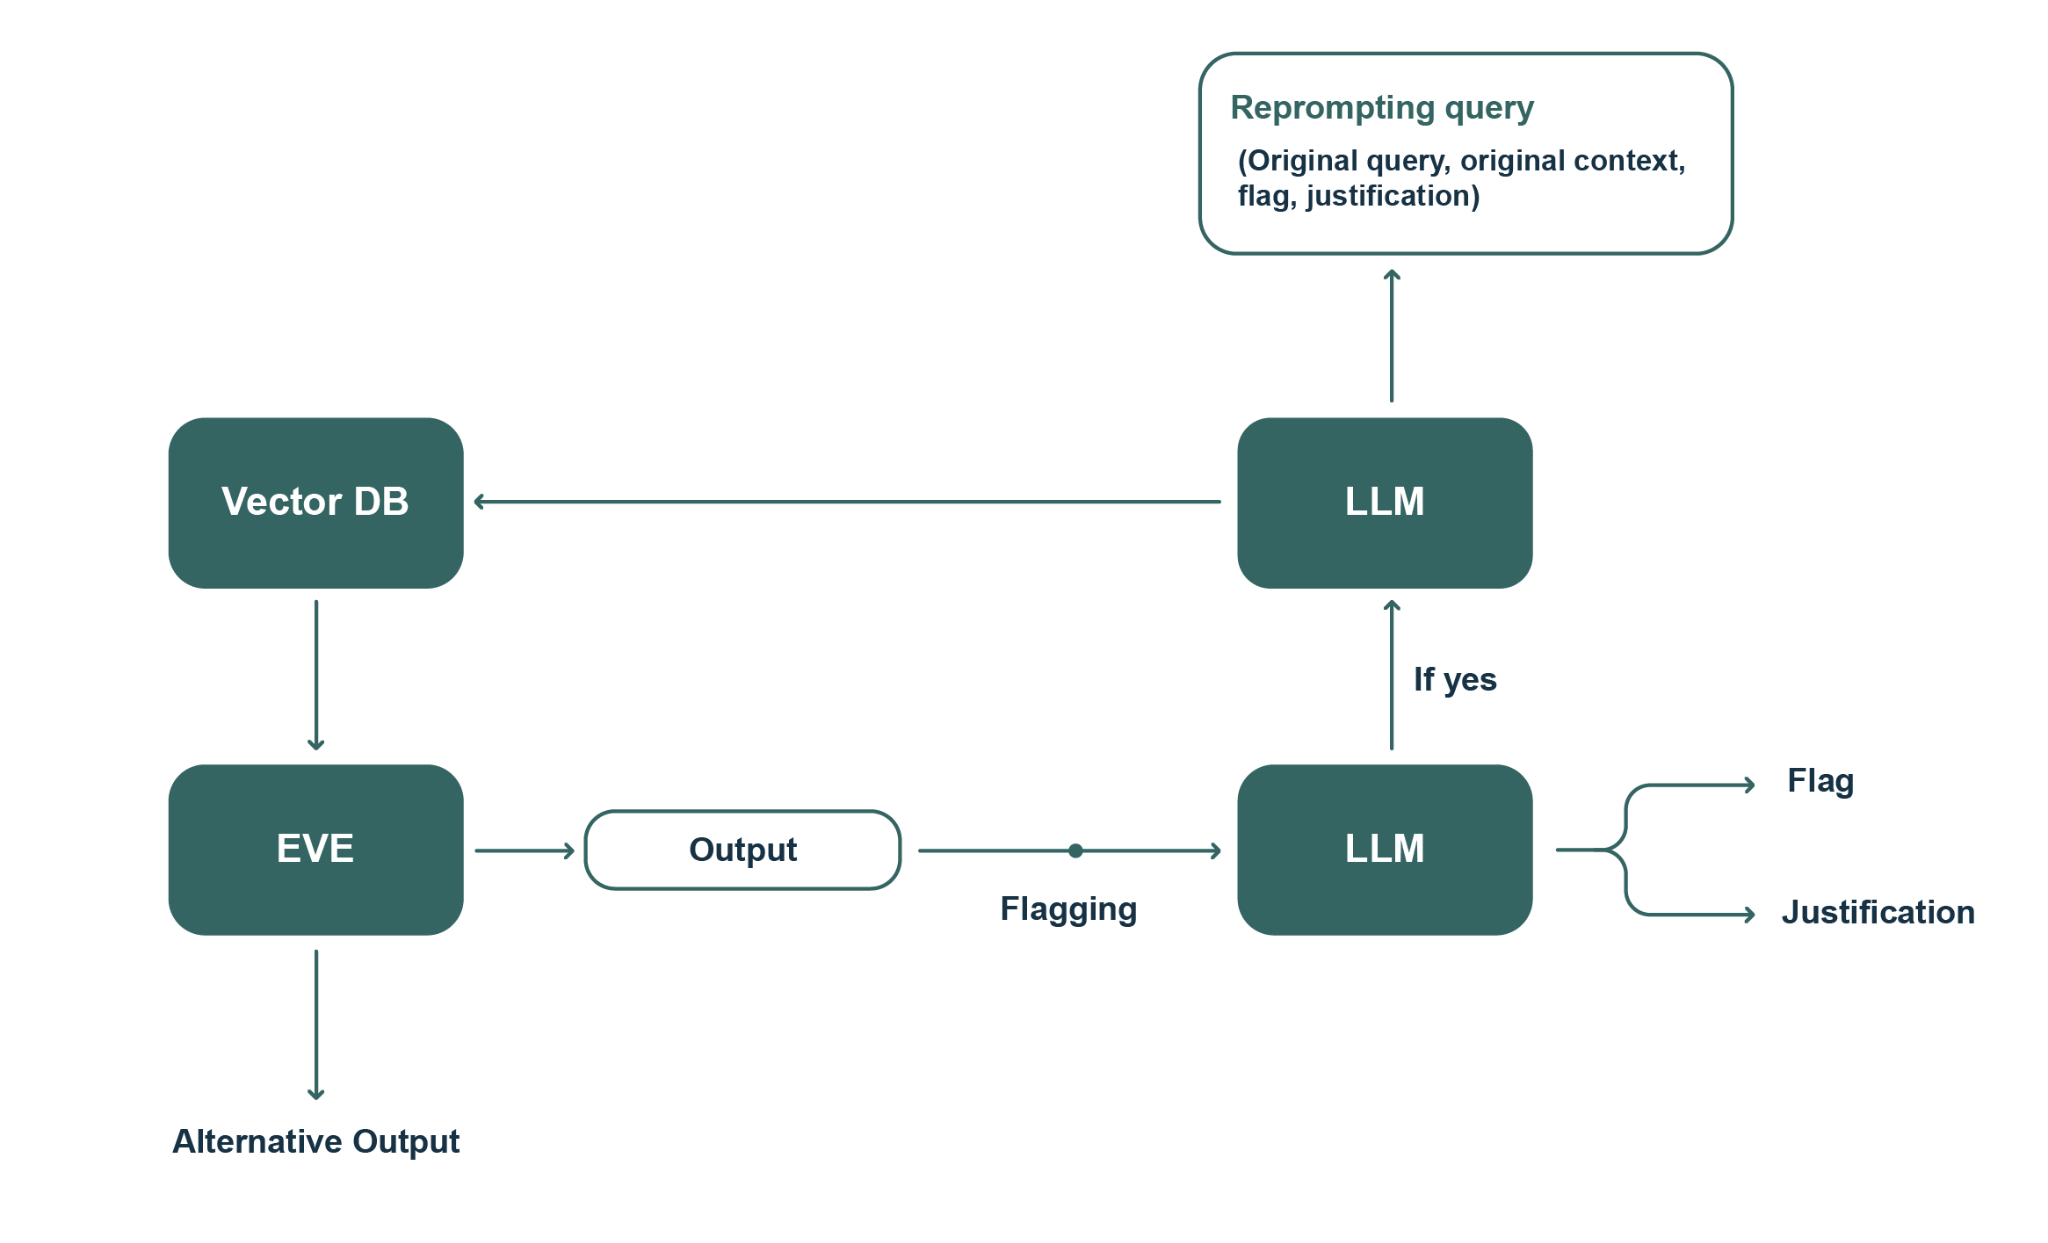 Reprompting query
(Original query, original context,
flag, justification)
Vector DB
LLM
If yes
EVE
Output
Flagging
LLM
Flag
Justification
Alternative Output